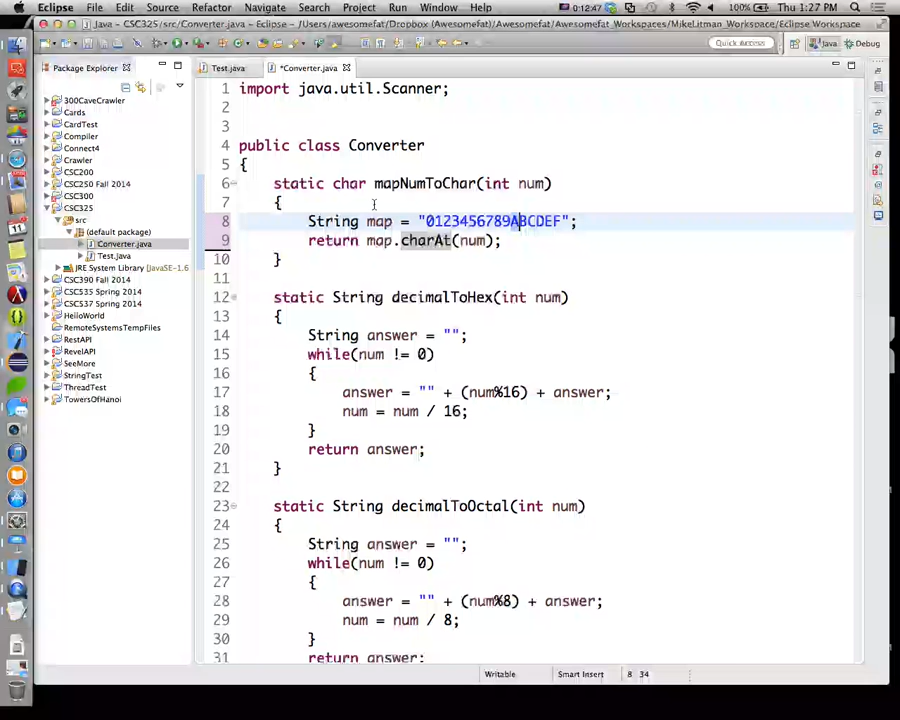 Eclipse File Edit Source Refactor Navigate Search Project Run Window Help 0:12:47 100% Thu 1:27 PM
Java - CSC325/src/Converter.java - Eclipse - /Users/awesomefat/Dropbox (Awesomefat)/Awesomefat_Workspaces/MikeLitman_Workspace/Eclipse Workspace
Quick Access Java Debug
Package Explorer
Test.java
*Converter.java
300CaveCrawler
Cards
CardTest
Compiler
Connect4
Crawler
CSC200
CSC250 Fall 2014
CSC300
CSC325
src
(default package)
Converter.java
Test.java
JRE System Library [JavaSE-1.6
CSC390 Fall 2014
CSC535 Spring 2014
CSC537 Spring 2014
HelloWorld
RemoteSystemsTempFiles
RestAPI
RevelAPI
SeeMore
StringTest
ThreadTest
TowersOfHanoi
1 import java.util.Scanner;
2
3
4 public class Converter
5 {
6 static char mapNumToChar(int num)
7 {
8 String map = "0123456789ABCDEF";
9 return map.charAt(num);
10 }
11
12 static String decimalToHex(int num)
13 {
14 String answer = "";
15 while(num != 0)
16 {
17 answer = "" + (num%16) + answer;
18 num = num / 16;
19 }
20 return answer;
21 }
22
23 static String decimalToOctal(int num)
24 {
25 String answer = "";
26 while(num != 0)
27 {
28 answer = "" + (num%8) + answer;
29 num = num / 8;
30 }
31 return answer;
Writable Smart Insert 8 : 34